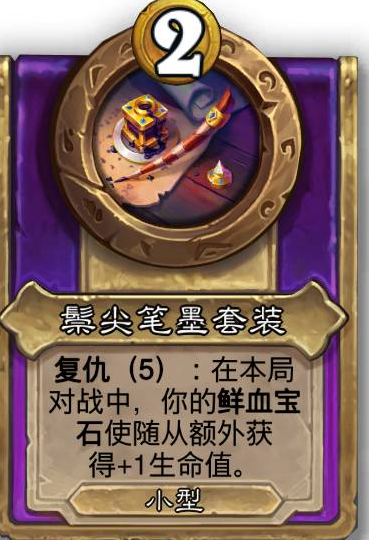 2
鬃尖笔墨套装
复仇（5）：在本局
对战中，你的鲜血宝
石使随从额外获
得+1生命值。
小型